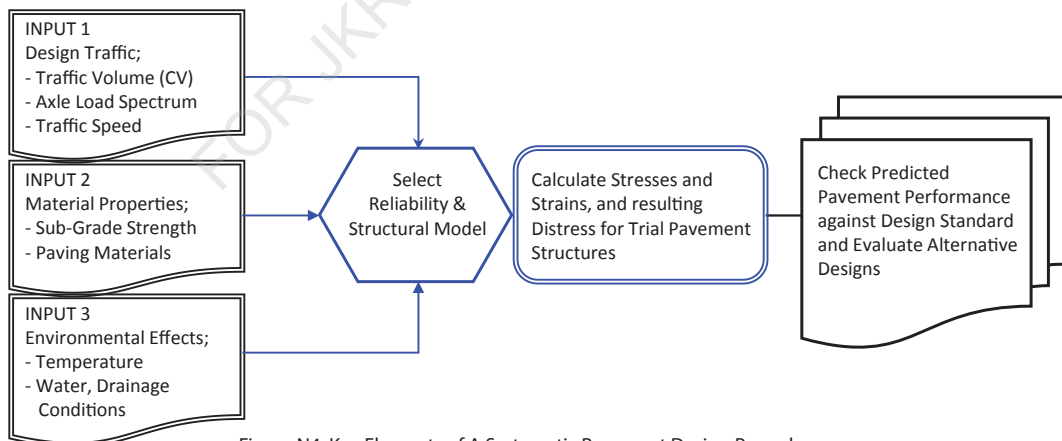 INPUT 1
Design Traffic;
- Traffic Volume (CV)
- Axle Load Spectrum
- Traffic Speed
INPUT 2
Material Properties;
- Sub-Grade Strength
- Paving Materials
INPUT 3
Environmental Effects;
- Temperature
- Water, Drainage
Conditions
Select
Reliability &
Structural Model
Calculate Stresses and
Strains, and resulting
Distress for Trial Pavement
Structures
Check Predicted
Pavement Performance
against Design Standard
and Evaluate Alternative
Designs
FOR JKR